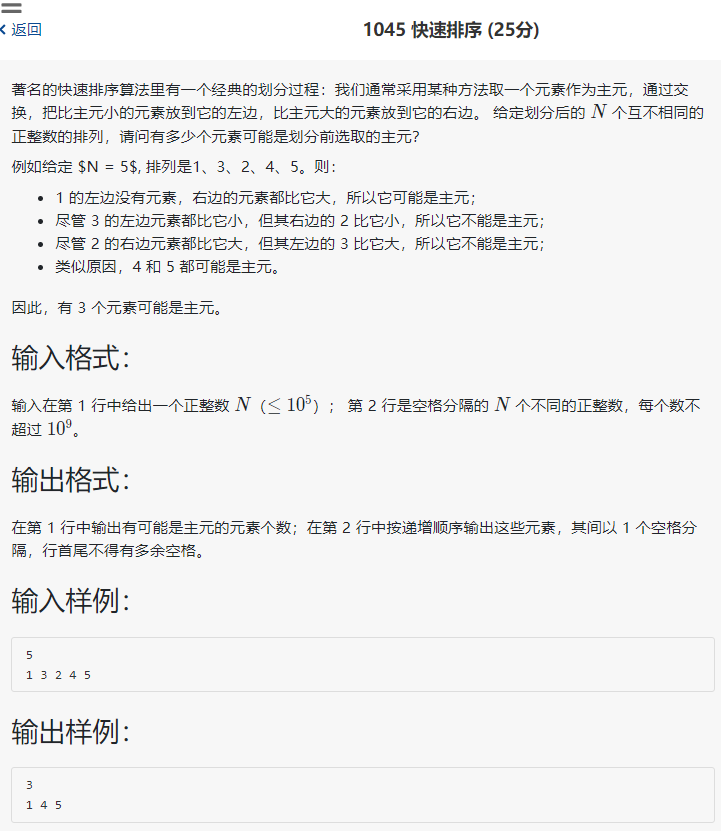 返回
1045 快速排序 (25分)
著名的快速排序算法里有一个经典的划分过程：我们通常采用某种方法取一个元素作为主元，通过交
换，把比主元小的元素放到它的左边，比主元大的元素放到它的右边。 给定划分后的 N 个互不相同的
正整数的排列，请问有多少个元素可能是划分前选取的主元？
例如给定 $N = 5$, 排列是1、3、2、4、5。则：
• 1 的左边没有元素，右边的元素都比它大，所以它可能是主元；
• 尽管 3 的左边元素都比它小，但其右边的 2 比它小，所以它不能是主元；
• 尽管 2 的右边元素都比它大，但其左边的 3 比它大，所以它不能是主元；
• 类似原因，4 和 5 都可能是主元。
因此，有 3 个元素可能是主元。
输入格式：
输入在第 1 行中给出一个正整数 N（≤ 10⁵）； 第 2 行是空格分隔的 N 个不同的正整数，每个数不
超过 10⁹。
输出格式：
在第 1 行中输出有可能是主元的元素个数；在第 2 行中按递增顺序输出这些元素，其间以 1 个空格分
隔，行首尾不得有多余空格。
输入样例：
5
1 3 2 4 5
输出样例：
3
1 4 5